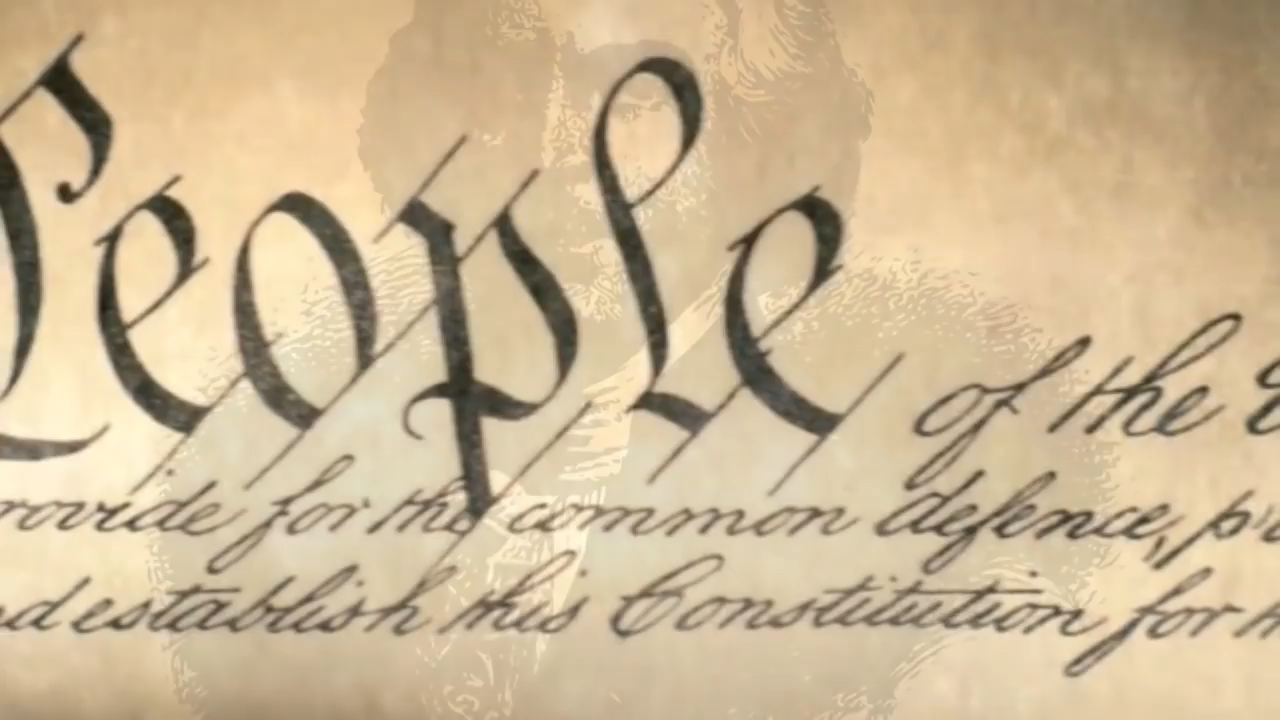 People of the
provide for the common defence,
establish this Constitution for